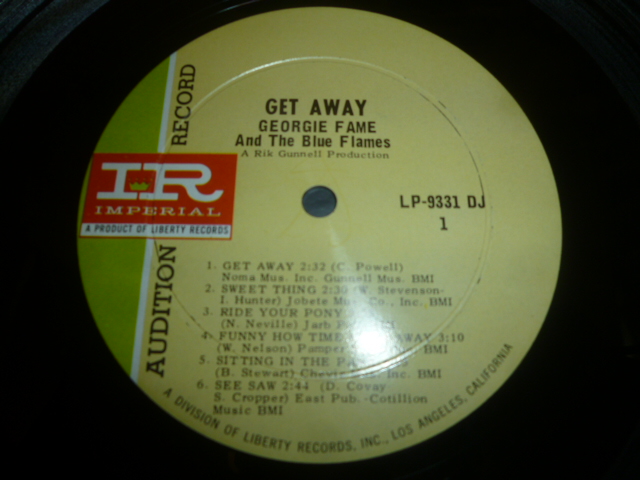 GET AWAY
GEORGIE FAME
And The Blue Flames
A Rik Gunnell Production
AUDITION RECORD
IR
IMPERIAL
A PRODUCT OF LIBERTY RECORDS
LP-9331 DJ
1
1. GET AWAY 2:32 (C. Powell)
Noma Mus. Inc. Gunnell Mus. BMI
2. SWEET THING (W. Stevenson-
I. Hunter) Jobete Co., Inc. BMI
3. RIDE YOUR PONY
(N. Neville) Jarb
4. FUNNY HOW TIME AWAY 3:10
(W. Nelson) Pamper BMI
5. SITTING IN THE
(B. Stewart) Inc. BMI
6. SEE SAW 2:44 (D. Covay
S. Cropper) East Pub. -Cotillion
Music BMI
A DIVISION OF LIBERTY RECORDS, INC., LOS ANGELES, CALIFORNIA